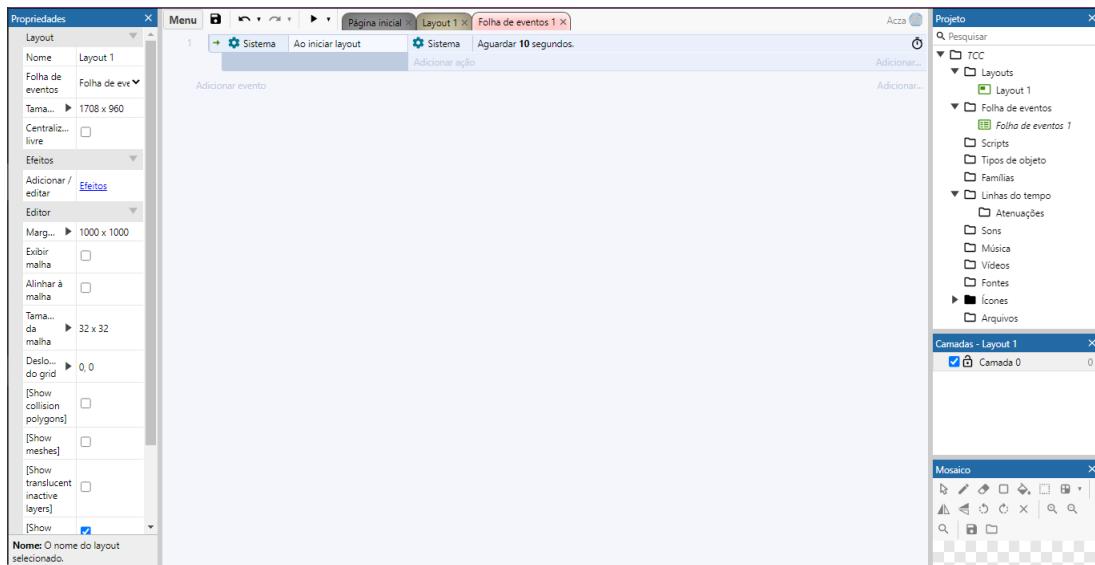 Propriedades
Layout
Nome Layout 1
Folha de
eventos Folha de eve
Tama... 1708 x 960
Centraliz...
livre
Efeitos
Adicionar /
editar Efeitos
Editor
Marg... 1000 x 1000
Exibir
malha
Alinhar à
malha
Tama...
da
malha 32 x 32
Deslo...
do grid 0, 0
[Show
collision
polygons]
[Show
meshes]
[Show
translucent
inactive
layers]
[Show
Nome: O nome do layout
selecionado.
Menu
Página inicial Layout 1 Folha de eventos 1
Acza
1 Sistema Ao iniciar layout Sistema Aguardar 10 segundos.
Adicionar ação Adicionar...
Adicionar evento Adicionar...
Projeto
Pesquisar
TCC
Layouts
Layout 1
Folha de eventos
Folha de eventos 1
Scripts
Tipos de objeto
Famílias
Linhas do tempo
Atenuações
Sons
Música
Vídeos
Fontes
Ícones
Arquivos
Camadas - Layout 1
Camada 0 0
Mosaico